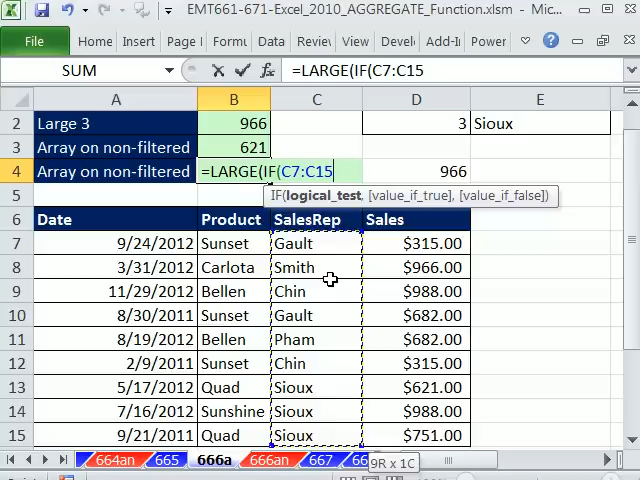 EMT661-671-Excel_2010_AGGREGATE_Function.xlsm - Mic...
File Home Insert Page L Formu Data Review View Add-In Power
SUM =LARGE(IF(C7:C15
A B C D E
2 Large 3 966 3 Sioux
3 Array on non-filtered 621
4 Array on non-filtered =LARGE(IF(C7:C15 966
IF(logical_test, [value_if_true], [value_if_false])
5
6 Date Product SalesRep Sales
7 9/24/2012 Sunset Gault $315.00
8 3/31/2012 Carlota Smith $966.00
9 11/29/2012 Bellen Chin $988.00
10 8/30/2011 Sunset Gault $682.00
11 8/19/2012 Bellen Pham $682.00
12 2/9/2011 Sunset Chin $315.00
13 5/17/2012 Quad Sioux $621.00
14 7/16/2012 Sunshine Sioux $988.00
15 9/21/2011 Quad Sioux $751.00
664an 665 666a 666an 667 66
9R x 1C